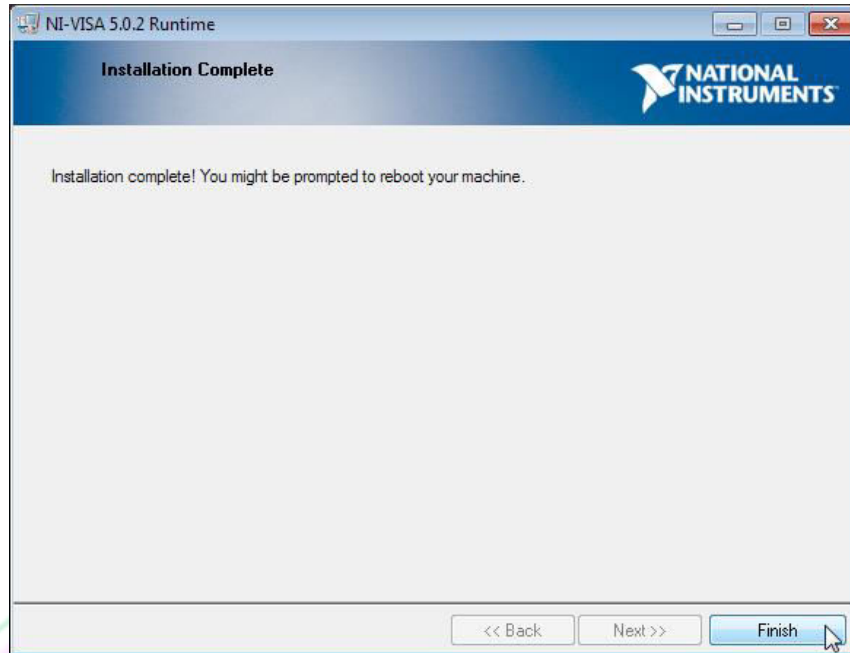 NI-VISA 5.0.2 Runtime
Installation Complete
NATIONAL
INSTRUMENTS
Installation complete! You might be prompted to reboot your machine.
<< Back
Next >>
Finish